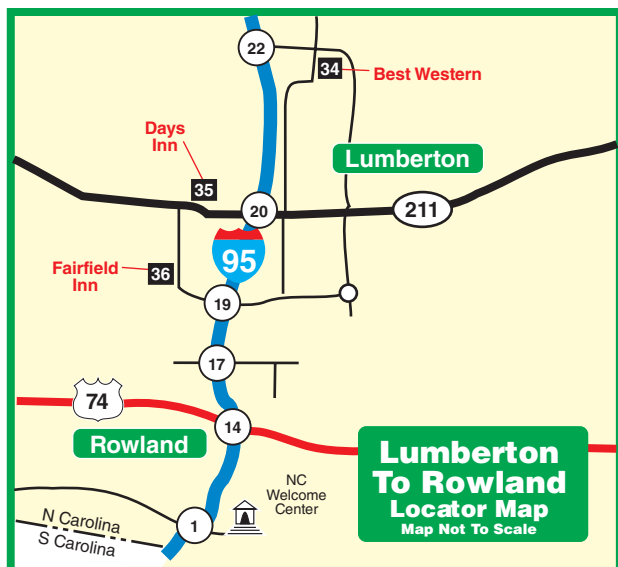 22
34
Best Western
Days
Inn
Lumberton
35
20
211
95
Fairfield
Inn
36
19
17
74
14
Rowland
Lumberton
To Rowland
Locator Map
Map Not To Scale
NC
Welcome
Center
N Carolina
1
S Carolina